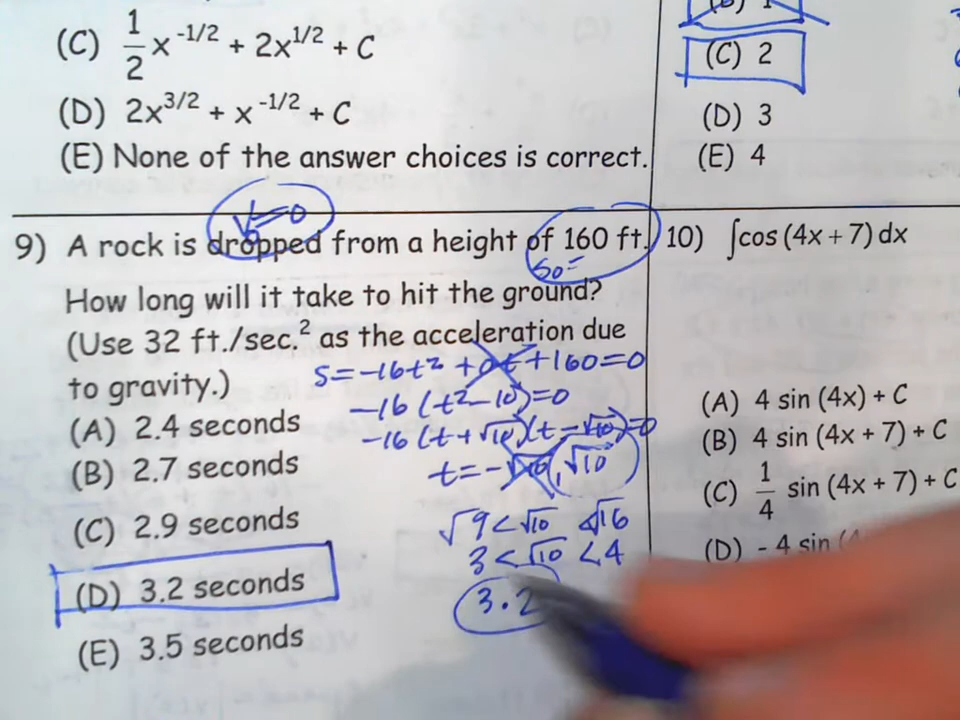 (C) 1/2 x^-1/2 + 2x^1/2 + C
(D) 2x^3/2 + x^-1/2 + C
(E) None of the answer choices is correct.
(C) 2
(D) 3
(E) 4
9) A rock is dropped from a height of 160 ft.
How long will it take to hit the ground?
(Use 32 ft./sec.² as the acceleration due
to gravity.)
(A) 2.4 seconds
(B) 2.7 seconds
(C) 2.9 seconds
(D) 3.2 seconds
(E) 3.5 seconds
s₀=
s=-16t²+0t+160=0
-16(t²-10)=0
-16(t+√10)(t-√10)=0
t=-√10,√10
√9<√10 <√16
3<√10<4
3.2
10) ∫cos (4x + 7) dx
(A) 4 sin (4x) + C
(B) 4 sin (4x + 7) + C
(C) 1/4 sin (4x + 7) + C
(D) - 4 sin